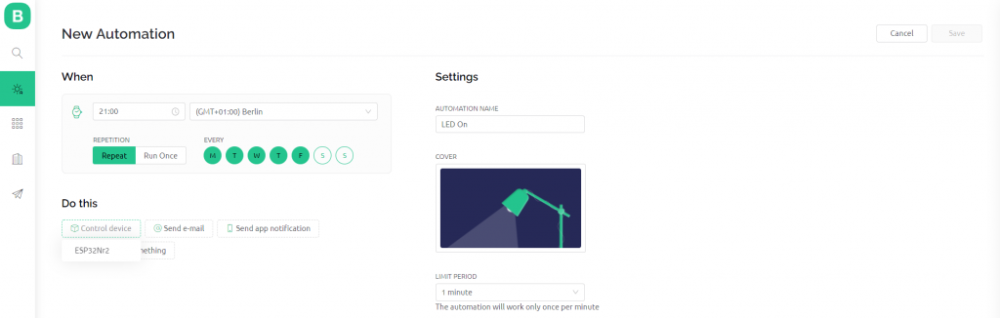 B
New Automation
Cancel
Save
When
21:00
(GMT+01:00) Berlin
REPETITION
EVERY
Repeat
Run Once
M T W T F S S
Do this
Control device
Send e-mail
Send app notification
ESP32Nr2
mething
Settings
AUTOMATION NAME
LED On
COVER
LIMIT PERIOD
1 minute
The automation will work only once per minute